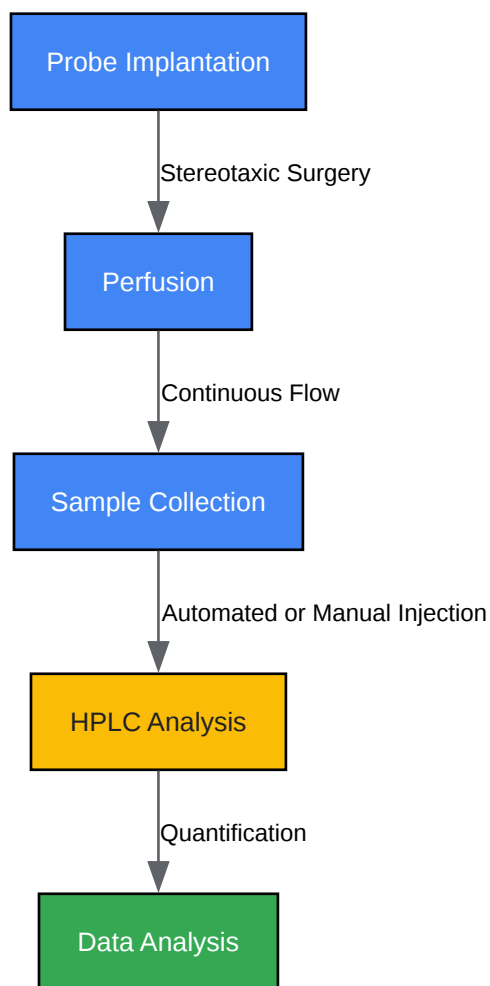 Probe Implantation
Stereotaxic Surgery
Perfusion
Continuous Flow
Sample Collection
Automated or Manual Injection
HPLC Analysis
Quantification
Data Analysis